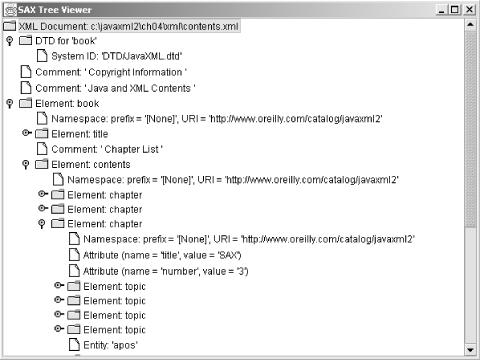 SAX Tree Viewer
XML Document: c:\javaxml2\ch04\xml\contents.xml
DTD for 'book'
System ID: 'DTD/JavaXML.dtd'
Comment: ' Copyright Information '
Comment: ' Java and XML Contents '
Element: book
Namespace: prefix = '[None]', URI = 'http://www.oreilly.com/catalog/javaxml2'
Element: title
Comment: ' Chapter List '
Element: contents
Namespace: prefix = '[None]', URI = 'http://www.oreilly.com/catalog/javaxml2'
Element: chapter
Element: chapter
Element: chapter
Namespace: prefix = '[None]', URI = 'http://www.oreilly.com/catalog/javaxml2'
Attribute (name = 'title', value = 'SAX')
Attribute (name = 'number', value = '3')
Element: topic
Element: topic
Element: topic
Element: topic
Entity: 'apos'